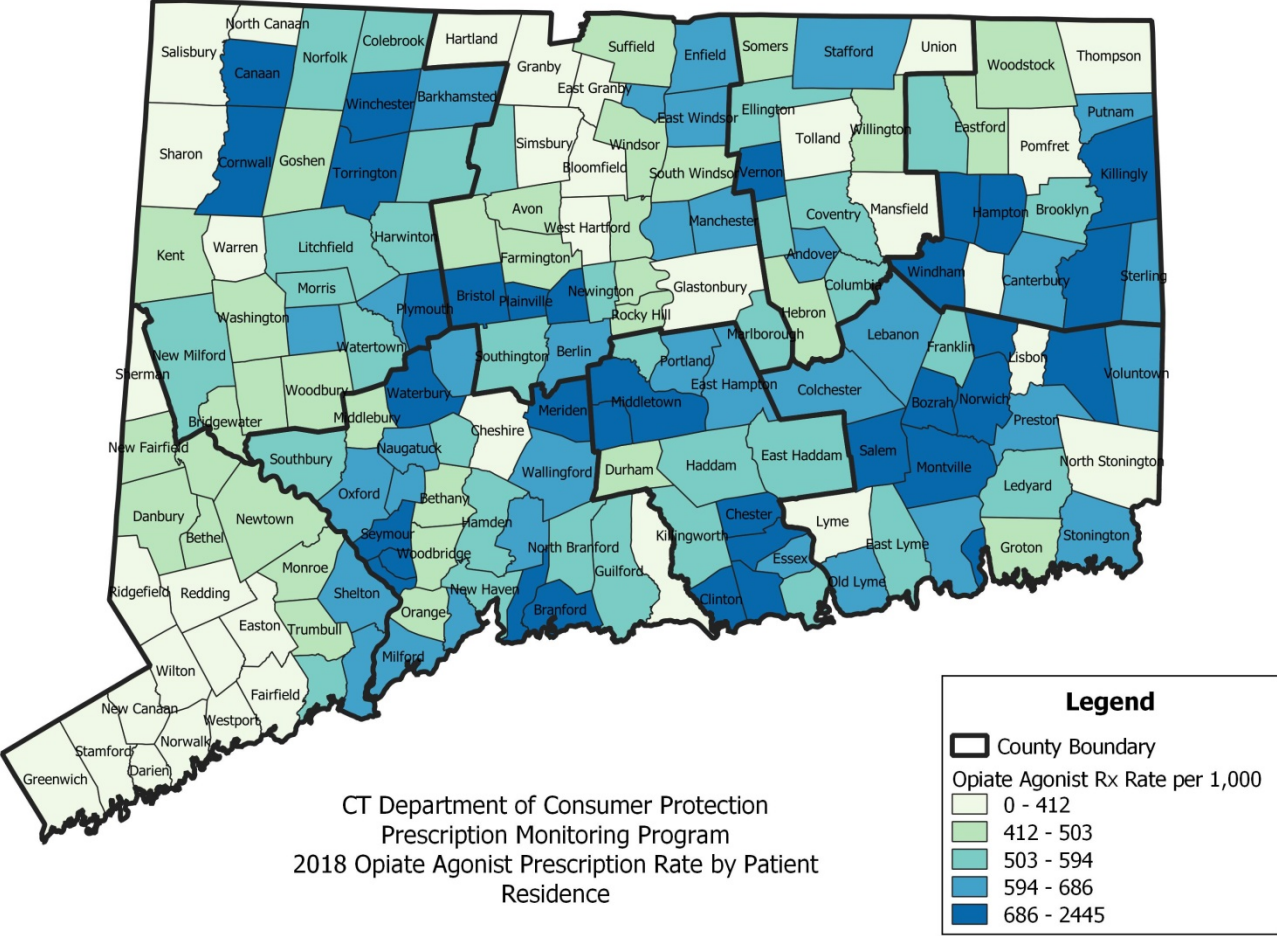 North Canaan
Salisbury
Norfolk
Colebrook
Hartland
Suffield
Enfield
Somers
Stafford
Union
Woodstock
Thompson
Canaan
Granby
East Granby
Winchester
Barkhamsted
East Windsor
Ellington
Putnam
Sharon
Cornwall
Goshen
Torrington
Simsbury
Bloomfield
Windsor
South Windsor
Vernon
Tolland
Willington
Eastford
Pomfret
Killingly
Kent
Warren
Litchfield
Harwinton
Avon
West Hartford
Farmington
Manchester
Coventry
Mansfield
Hampton
Brooklyn
Andover
Morris
Washington
Plymouth
Bristol
Plainville
Newington
Rocky Hill
Glastonbury
Hebron
Columbia
Windham
Canterbury
Sterling
New Milford
Watertown
Southington
Berlin
Portland
Marlborough
Lebanon
Franklin
Lisbon
Voluntown
Sherman
Bridgewater
Woodbury
Middlebury
Waterbury
Cheshire
Meriden
Middletown
East Hampton
Colchester
Bozrah
Norwich
Preston
New Fairfield
Southbury
Naugatuck
Wallingford
Durham
Haddam
East Haddam
Salem
Montville
North Stonington
Ledyard
Danbury
Bethel
Newtown
Oxford
Bethany
Seymour
Woodbridge
Hamden
North Branford
Guilford
Killingworth
Chester
Essex
Lyme
East Lyme
Old Lyme
Groton
Stonington
Ridgefield
Redding
Monroe
Shelton
New Haven
Branford
Clinton
Easton
Trumbull
Orange
Milford
Wilton
Fairfield
New Canaan
Westport
Norwalk
Stamford
Darien
Greenwich
CT Department of Consumer Protection
Prescription Monitoring Program
2018 Opiate Agonist Prescription Rate by Patient
Residence
Legend
County Boundary
Opiate Agonist Rx Rate per 1,000
0 - 412
412 - 503
503 - 594
594 - 686
686 - 2445